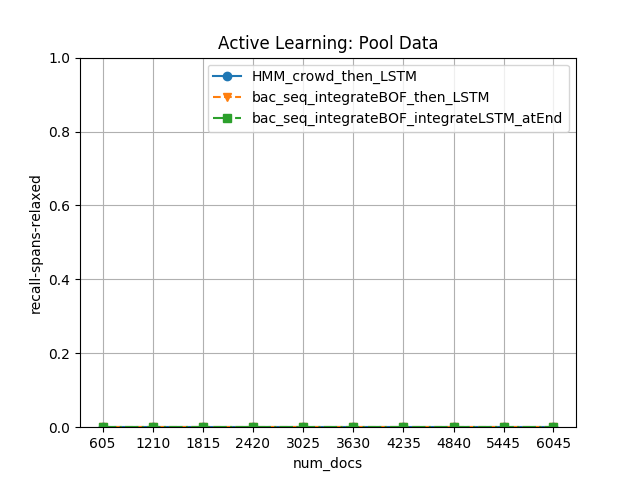 Active Learning: Pool Data
1.0
0.8
0.6
0.4
0.2
0.0
recall-spans-relaxed
HMM_crowd_then_LSTM
bac_seq_integrateBOF_then_LSTM
bac_seq_integrateBOF_integrateLSTM_atEnd
605 1210 1815 2420 3025 3630 4235 4840 5445 6045
num_docs